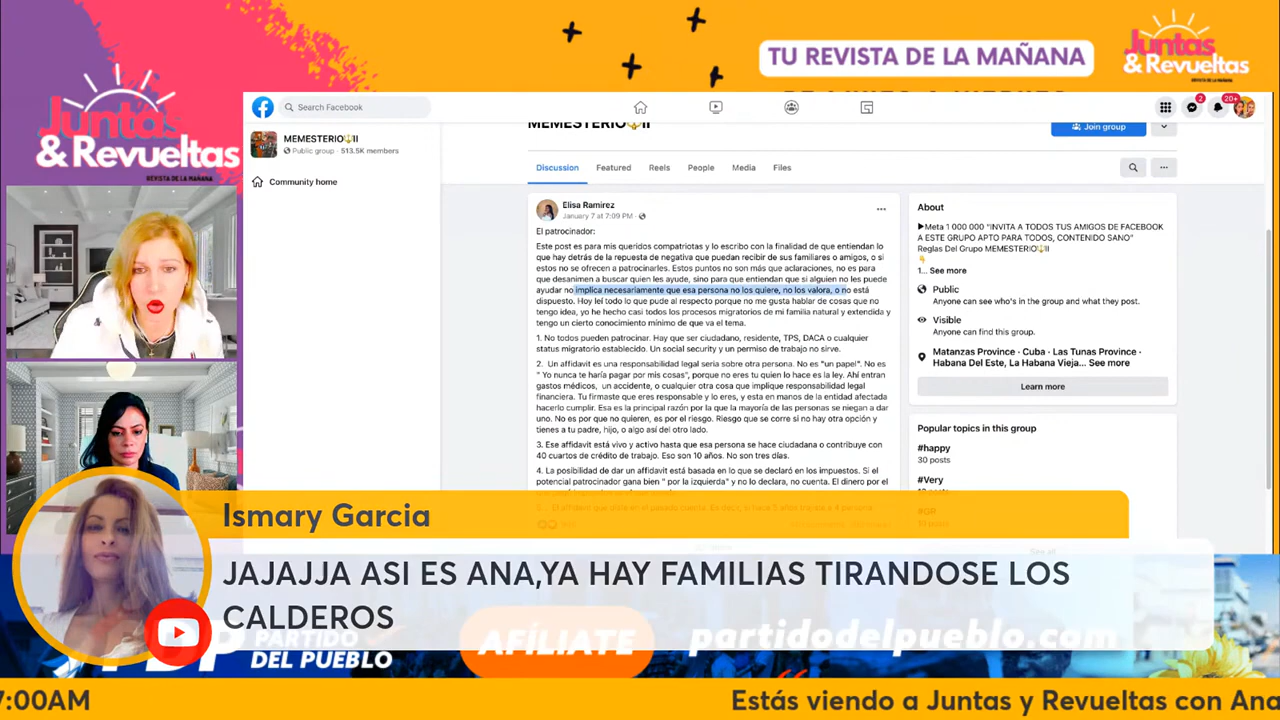 TU REVISTA DE LA MAÑANA
Juntas
& Revueltas
REVISTA DE LA MAÑANA
Juntas
& Revueltas
REVISTA DE LA MAÑANA
Search Facebook
2
20+
MEMESTERIO🔱II
Public group · 513.5K members
Community home
MEMESTERIO🔱II
Join group
Discussion
Featured
Reels
People
Media
Files
Elisa Ramirez
January 7 at 7:09 PM ·
El patrocinador:
Este post es para mis queridos compatriotas y lo escribo con la finalidad de que entiendan lo
que hay detrás de la repuesta de negativa que puedan recibir de sus familiares o amigos, o si
estos no se ofrecen a patrocinarles. Estos puntos no son más que aclaraciones, no es para
que desanimen a buscar quien les ayude, sino para que entiendan que si alguien no les puede
ayudar no implica necesariamente que esa persona no los quiere, no los valora, o no está
dispuesto. Hoy leí todo lo que pude al respecto porque no me gusta hablar de cosas que no
tengo idea, yo he hecho casi todos los procesos migratorios de mi familia natural y extendida y
tengo un cierto conocimiento mínimo de que va el tema.
1. No todos pueden patrocinar. Hay que ser ciudadano, residente, TPS, DACA o cualquier
status migratorio establecido. Un social security y un permiso de trabajo no sirve.
2. Un affidavit es una responsabilidad legal seria sobre otra persona. No es "un papel". No es
" Yo nunca te haría pagar por mis cosas", porque no eres tu quien lo hace es la ley. Ahí entran
gastos médicos, un accidente, o cualquier otra cosa que implique responsabilidad legal
financiera. Tu firmaste que eres responsable y lo eres, y esta en manos de la entidad afectada
hacerlo cumplir. Esa es la principal razón por la que la mayoría de las personas se niegan a dar
uno. No es por que no quieren, es por el riesgo. Riesgo que se corre si no hay otra opción y
tienes a tu padre, hijo, o algo así del otro lado.
3. Ese affidavit está vivo y activo hasta que esa persona se hace ciudadana o contribuye con
40 cuartos de crédito de trabajo. Eso son 10 años. No son tres días.
4. La posibilidad de dar un affidavit está basada en lo que se declaró en los impuestos. Si el
potencial patrocinador gana bien " por la izquierda" y no lo declara, no cuenta. El dinero por el
About
▶Meta 1 000 000 "INVITA A TODOS TUS AMIGOS DE FACEBOOK
A ESTE GRUPO APTO PARA TODOS, CONTENIDO SANO"
Reglas Del Grupo MEMESTERIO🔱II
👇
1... See more
Public
Anyone can see who's in the group and what they post.
Visible
Anyone can find this group.
Matanzas Province · Cuba · Las Tunas Province ·
Habana Del Este, La Habana Vieja... See more
Learn more
Popular topics in this group
#happy
30 posts
#Very
Ismary Garcia
JAJAJJA ASI ES ANA,YA HAY FAMILIAS TIRANDOSE LOS
CALDEROS
PARTIDO
DEL PUEBLO
AFÍLIATE
partidodelpueblo.com
7:00AM
Estás viendo a Juntas y Revueltas con Ana